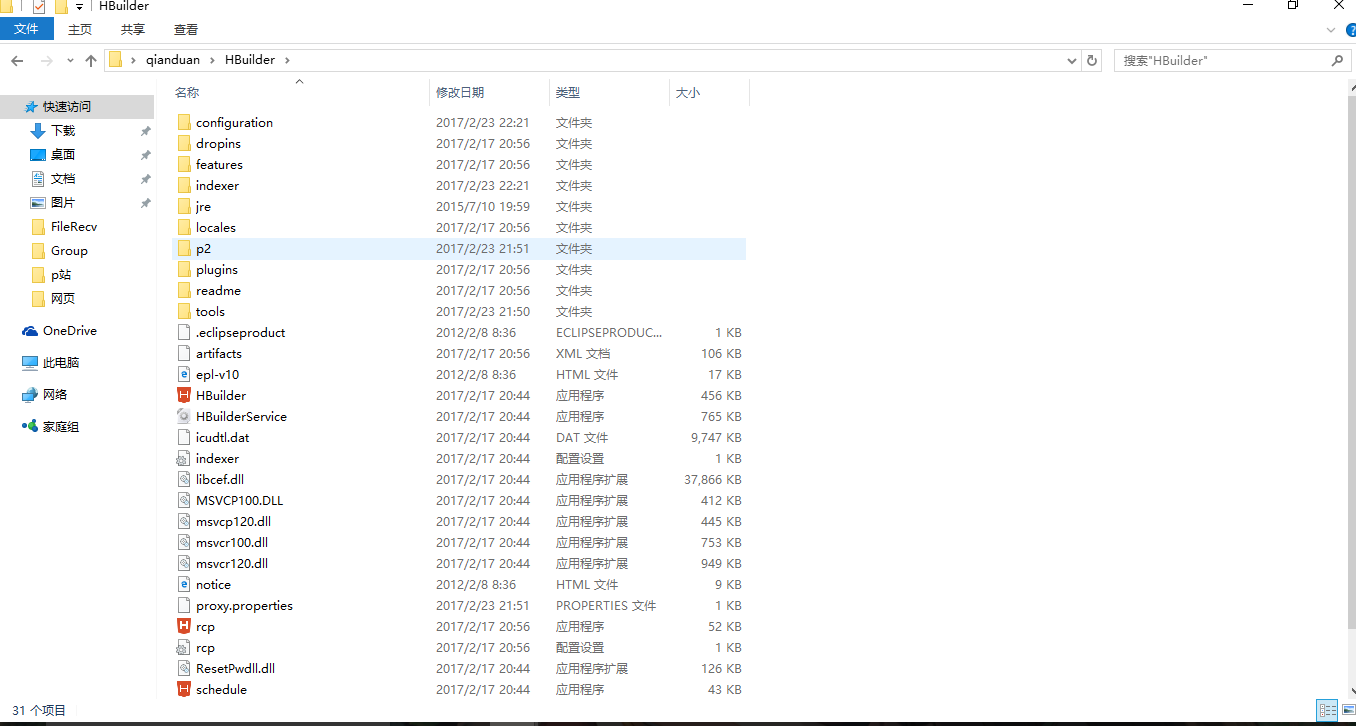 HBuilder
文件 主页 共享 查看
qianduan HBuilder 搜索"HBuilder"
名称 修改日期 类型 大小
快速访问
下载
桌面
文档
图片
FileRecv
Group
p站
网页
OneDrive
此电脑
网络
家庭组
configuration 2017/2/23 22:21 文件夹
dropins 2017/2/17 20:56 文件夹
features 2017/2/17 20:56 文件夹
indexer 2017/2/23 22:21 文件夹
jre 2015/7/10 19:59 文件夹
locales 2017/2/17 20:56 文件夹
p2 2017/2/23 21:51 文件夹
plugins 2017/2/17 20:56 文件夹
readme 2017/2/17 20:56 文件夹
tools 2017/2/23 21:50 文件夹
.eclipseproduct 2012/2/8 8:36 ECLIPSEPRODUC... 1 KB
artifacts 2017/2/17 20:56 XML 文档 106 KB
epl-v10 2012/2/8 8:36 HTML 文件 17 KB
HBuilder 2017/2/17 20:44 应用程序 456 KB
HBuilderService 2017/2/17 20:44 应用程序 765 KB
icudtl.dat 2017/2/17 20:44 DAT 文件 9,747 KB
indexer 2017/2/17 20:44 配置设置 1 KB
libcef.dll 2017/2/17 20:44 应用程序扩展 37,866 KB
MSVCP100.DLL 2017/2/17 20:44 应用程序扩展 412 KB
msvcp120.dll 2017/2/17 20:44 应用程序扩展 445 KB
msvcr100.dll 2017/2/17 20:44 应用程序扩展 753 KB
msvcr120.dll 2017/2/17 20:44 应用程序扩展 949 KB
notice 2012/2/8 8:36 HTML 文件 9 KB
proxy.properties 2017/2/23 21:51 PROPERTIES 文件 1 KB
rcp 2017/2/17 20:56 应用程序 52 KB
rcp 2017/2/17 20:56 配置设置 1 KB
ResetPwdll.dll 2017/2/17 20:44 应用程序扩展 126 KB
schedule 2017/2/17 20:44 应用程序 43 KB
31 个项目